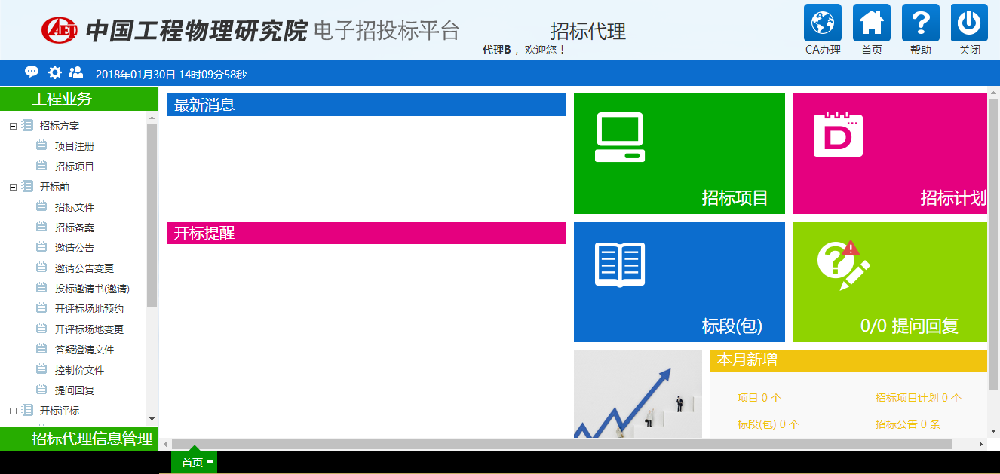 中国工程物理研究院 电子招投标平台
招标代理
代理B ，欢迎您！
CA办理 首页 帮助 关闭
2018年01月30日 14时09分58秒
工程业务
招标方案
项目注册
招标项目
开标前
招标文件
招标备案
邀请公告
邀请公告变更
投标邀请书(邀请)
开评标场地预约
开评标场地变更
答疑澄清文件
控制价文件
提问回复
开标评标
招标代理信息管理
最新消息
开标提醒
招标项目
D
招标计划
标段(包)
0/0 提问回复
本月新增
项目 0 个 招标项目计划 0 个
标段(包) 0 个 招标公告 0 条
首页